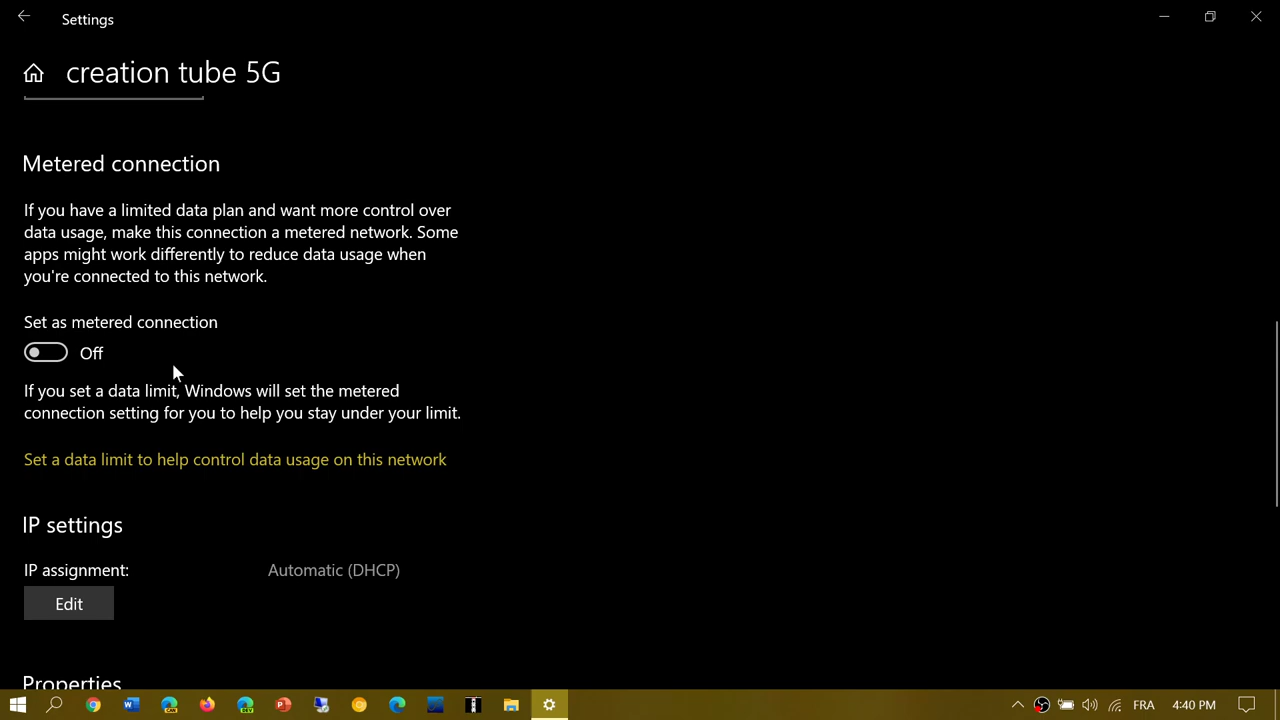 Settings
creation tube 5G
Metered connection
If you have a limited data plan and want more control over
data usage, make this connection a metered network. Some
apps might work differently to reduce data usage when
you're connected to this network.
Set as metered connection
Off
If you set a data limit, Windows will set the metered
connection setting for you to help you stay under your limit.
Set a data limit to help control data usage on this network
IP settings
IP assignment: Automatic (DHCP)
Edit
Properties
FRA 4:40 PM